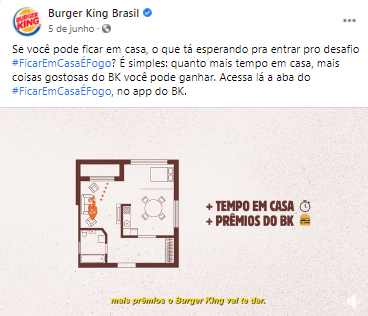 BURGER KING
Burger King Brasil
5 de junho ·
Se você pode ficar em casa, o que tá esperando pra entrar pro desafio
#FicarEmCasaÉFogo? É simples: quanto mais tempo em casa, mais
coisas gostosas do BK você pode ganhar. Acessa lá a aba do
#FicarEmCasaÉFogo, no app do BK.
+ TEMPO EM CASA
+ PRÊMIOS DO BK
mais prêmios o Burger King vai te dar.